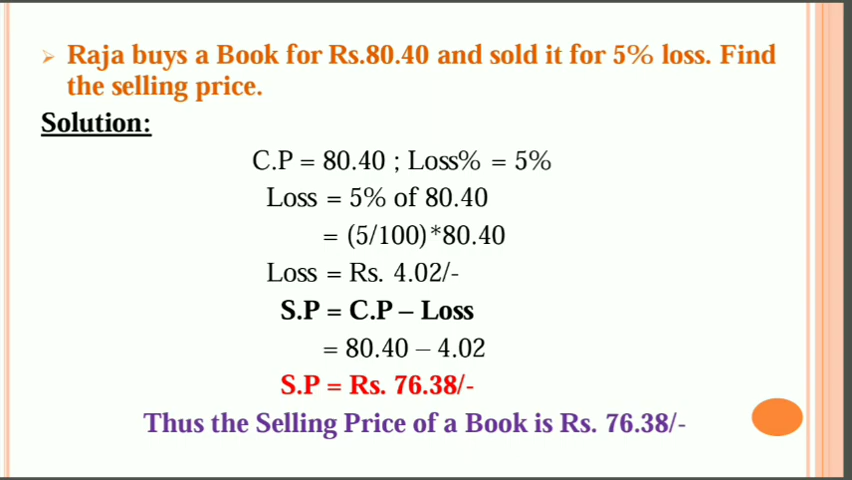 Raja buys a Book for Rs.80.40 and sold it for 5% loss. Find
the selling price.
Solution:
C.P = 80.40 ; Loss% = 5%
Loss = 5% of 80.40
= (5/100)*80.40
Loss = Rs. 4.02/-
S.P = C.P – Loss
= 80.40 – 4.02
S.P = Rs. 76.38/-
Thus the Selling Price of a Book is Rs. 76.38/-